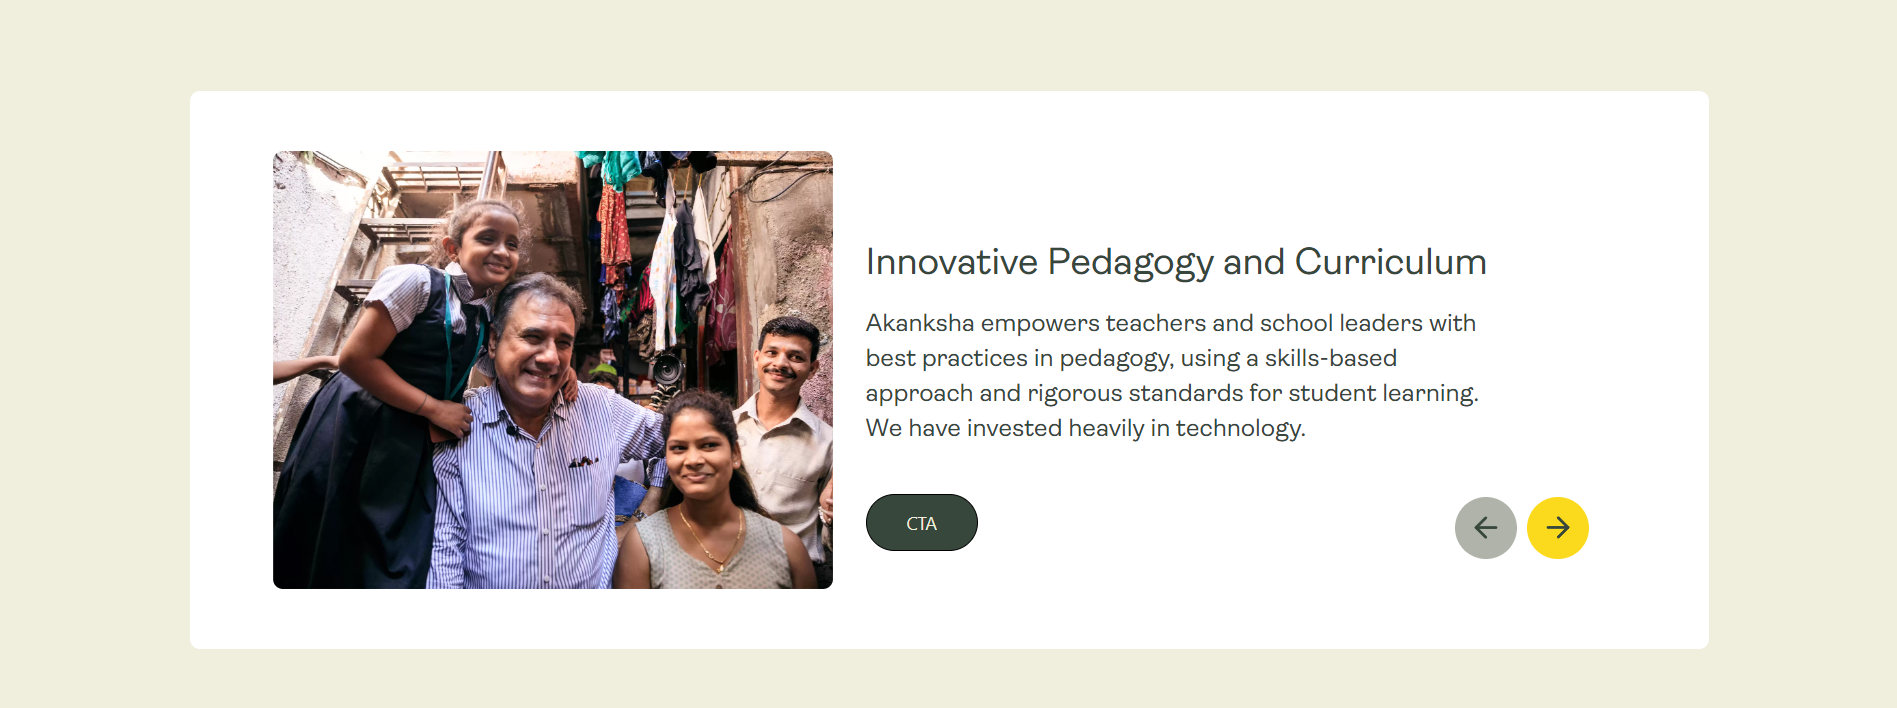 Innovative Pedagogy and Curriculum
Akanksha empowers teachers and school leaders with
best practices in pedagogy, using a skills-based
approach and rigorous standards for student learning.
We have invested heavily in technology.
CTA